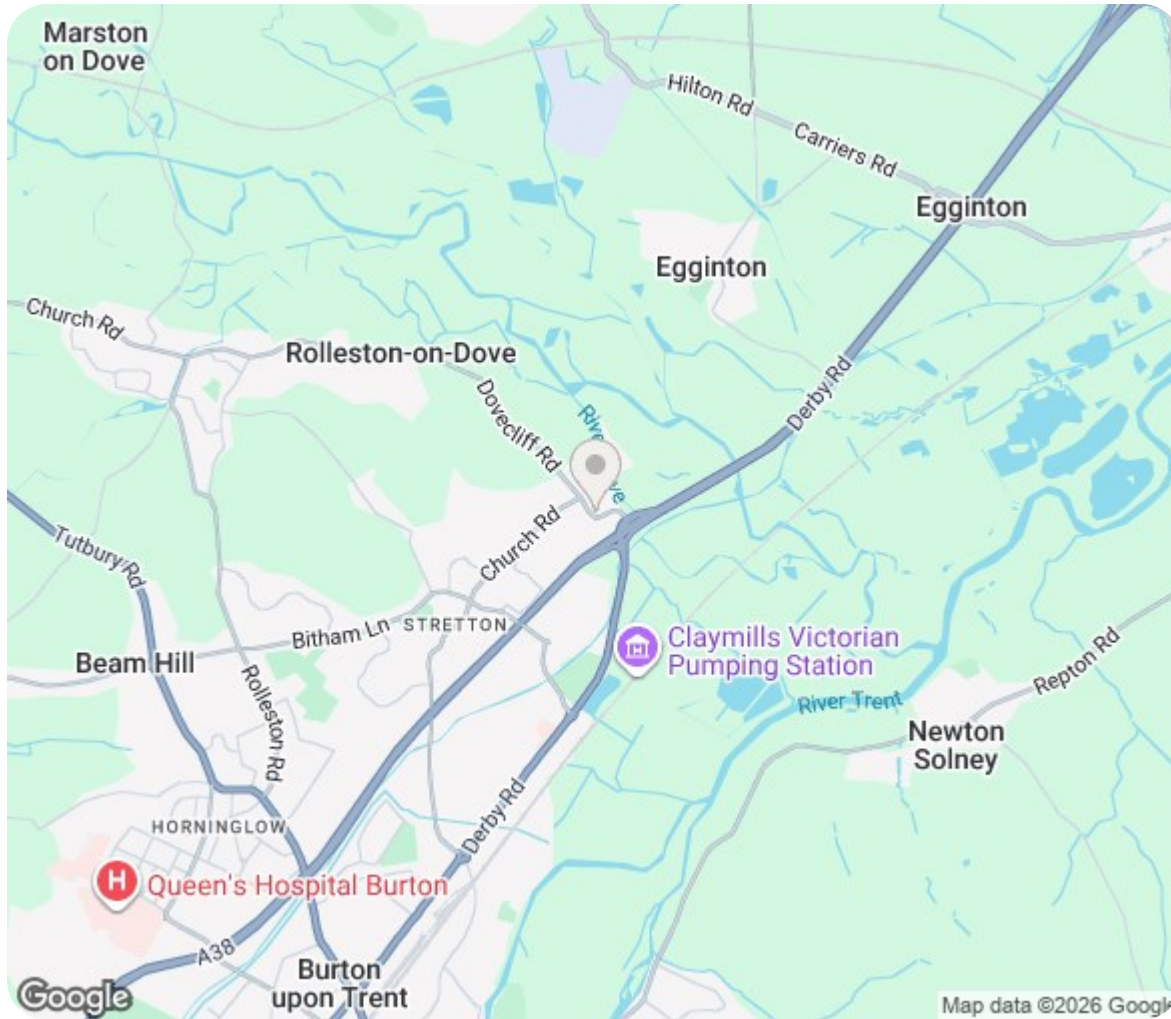 Marston
on Dove
Hilton Rd
Carriers Rd
Egginton
Egginton
Church Rd
Rolleston-on-Dove
Dovecliff Rd
Derby Rd
Church Rd
Tutbury Rd
Bitham Ln
STRETTON
Claymills Victorian
Pumping Station
Beam Hill
Rolleston Rd
Repton Rd
River Trent
Newton
Solney
Derby Rd
HORNINGLOW
H
Queen's Hospital Burton
A38
Burton
upon Trent
Google
Map data ©2026 Google